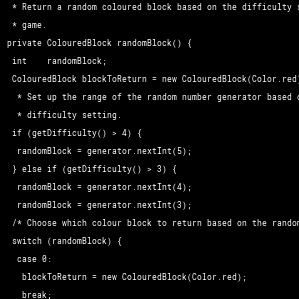 * Return a random coloured block based on the difficulty
* game.
private ColouredBlock randomBlock() {
int randomBlock;
ColouredBlock blockToReturn = new ColouredBlock(Color.red)
* Set up the range of the random number generator based
* difficulty setting.
if (getDifficulty() > 4) {
randomBlock = generator.nextInt(5);
} else if (getDifficulty() > 3) {
randomBlock = generator.nextInt(4);
randomBlock = generator.nextInt(3);
/* Choose which colour block to return based on the random
switch (randomBlock) {
case 0:
blockToReturn = new ColouredBlock(Color.red);
break;